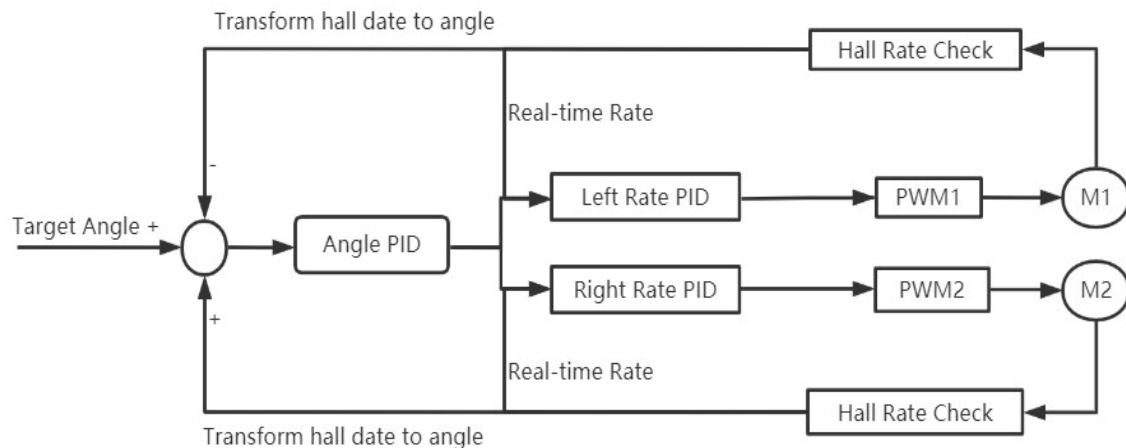 Transform hall date to angle
Hall Rate Check
Real-time Rate
-
Left Rate PID
PWM1
M1
Target Angle +
Angle PID
Right Rate PID
PWM2
M2
+
Real-time Rate
Hall Rate Check
Transform hall date to angle